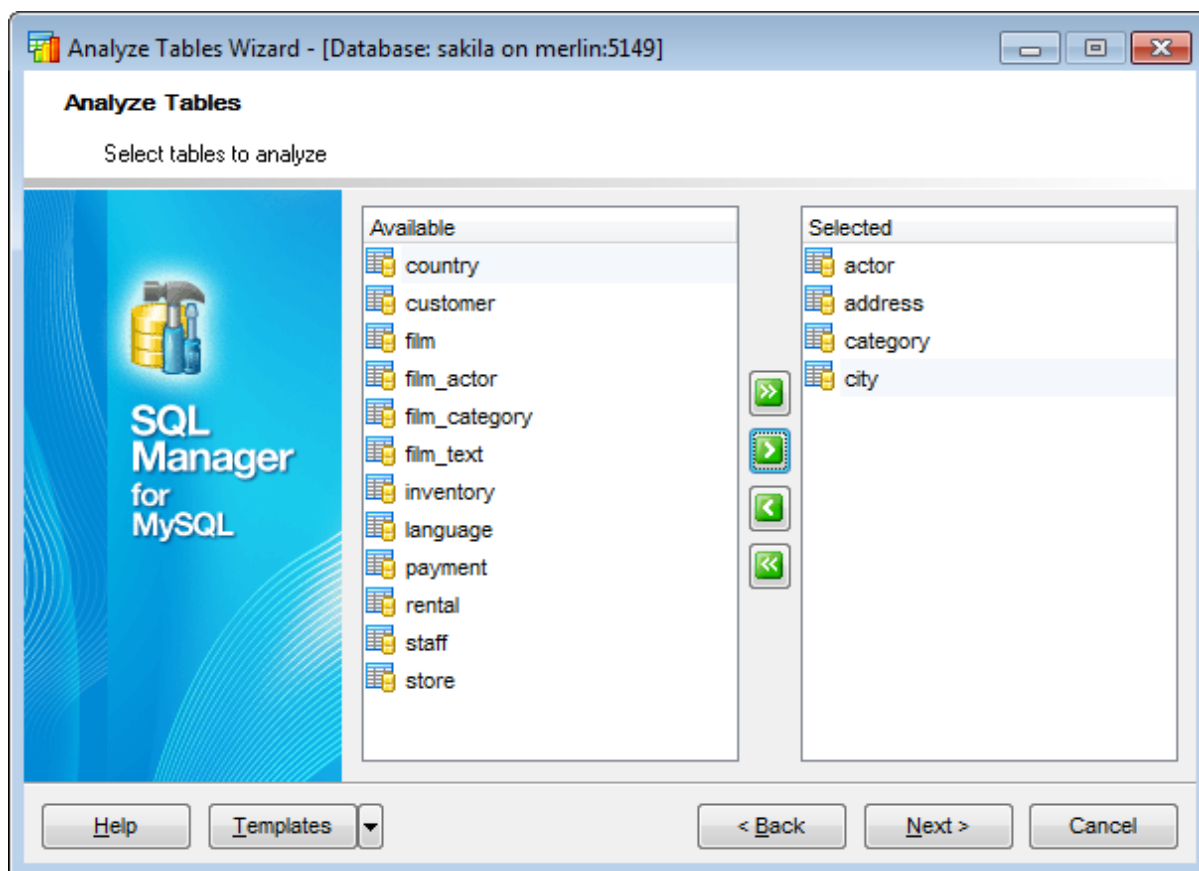 Analyze Tables Wizard - [Database: sakila on merlin:5149]
Analyze Tables
Select tables to analyze
SQL
Manager
for
MySQL
Available
country
customer
film
film_actor
film_category
film_text
inventory
language
payment
rental
staff
store
Selected
actor
address
category
city
Help
Templates
< Back
Next >
Cancel